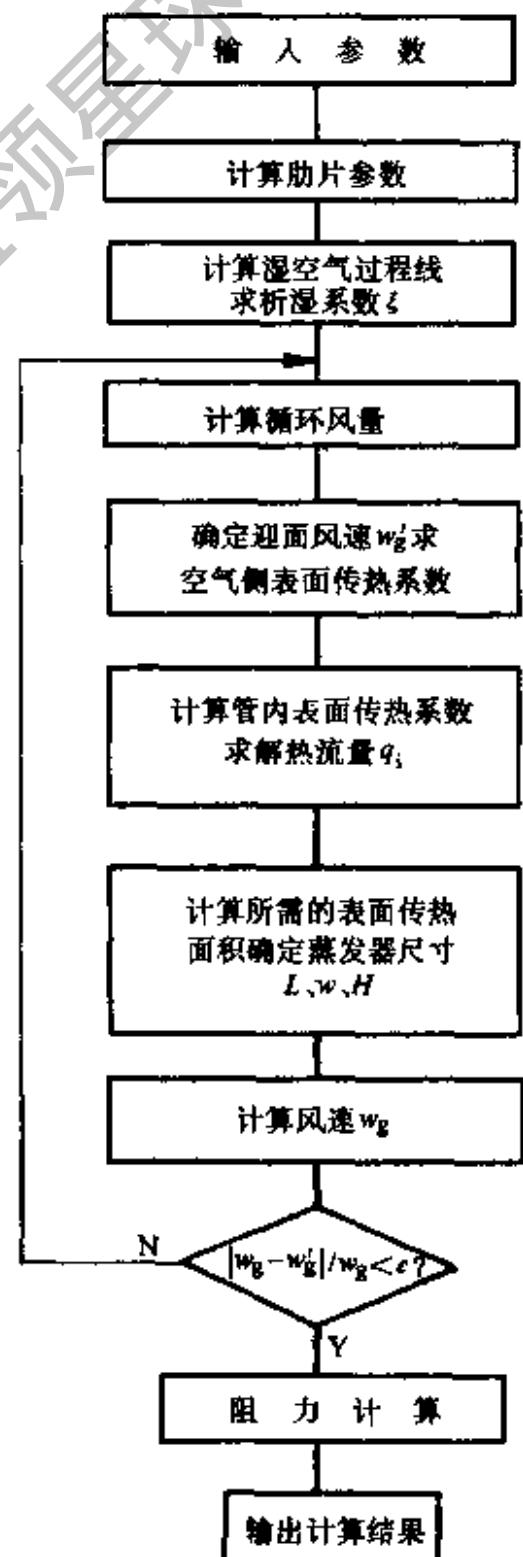 输入参数
计算肋片参数
计算湿空气过程线
求析湿系数ξ
计算循环风量
确定迎面风速w′g求
空气侧表面传热系数
计算管内表面传热系数
求解热流量qi
计算所需的表面传热
面积确定蒸发器尺寸
L、w、H
计算风速wg
|wg-w′g|/wg<ε?
N
Y
阻力计算
输出计算结果
领星球